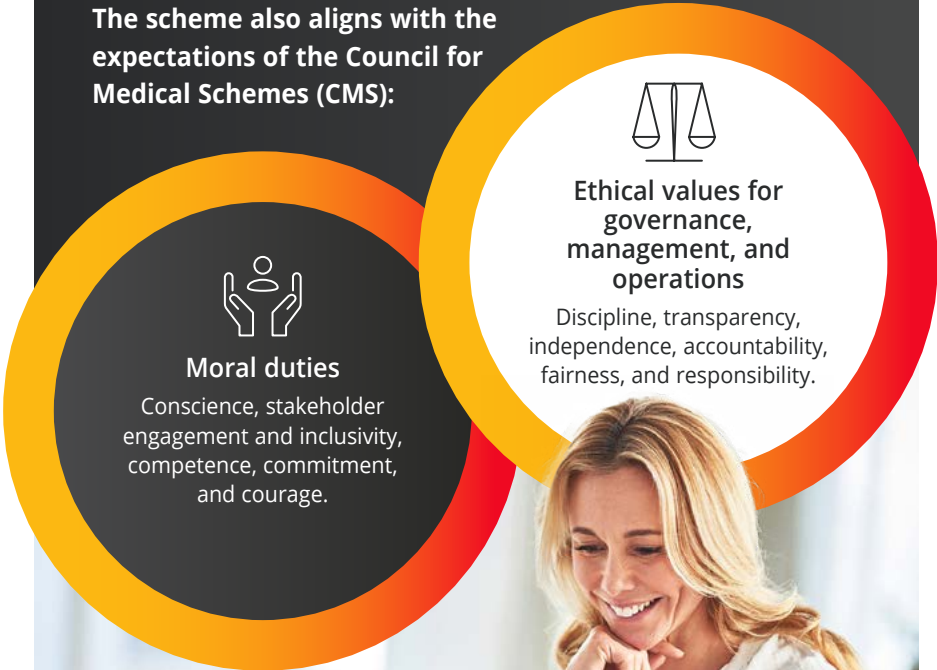 The scheme also aligns with the
expectations of the Council for
Medical Schemes (CMS):
Ethical values for
governance,
management, and
operations
Discipline, transparency,
independence, accountability,
fairness, and responsibility.
Moral duties
Conscience, stakeholder
engagement and inclusivity,
competence, commitment,
and courage.